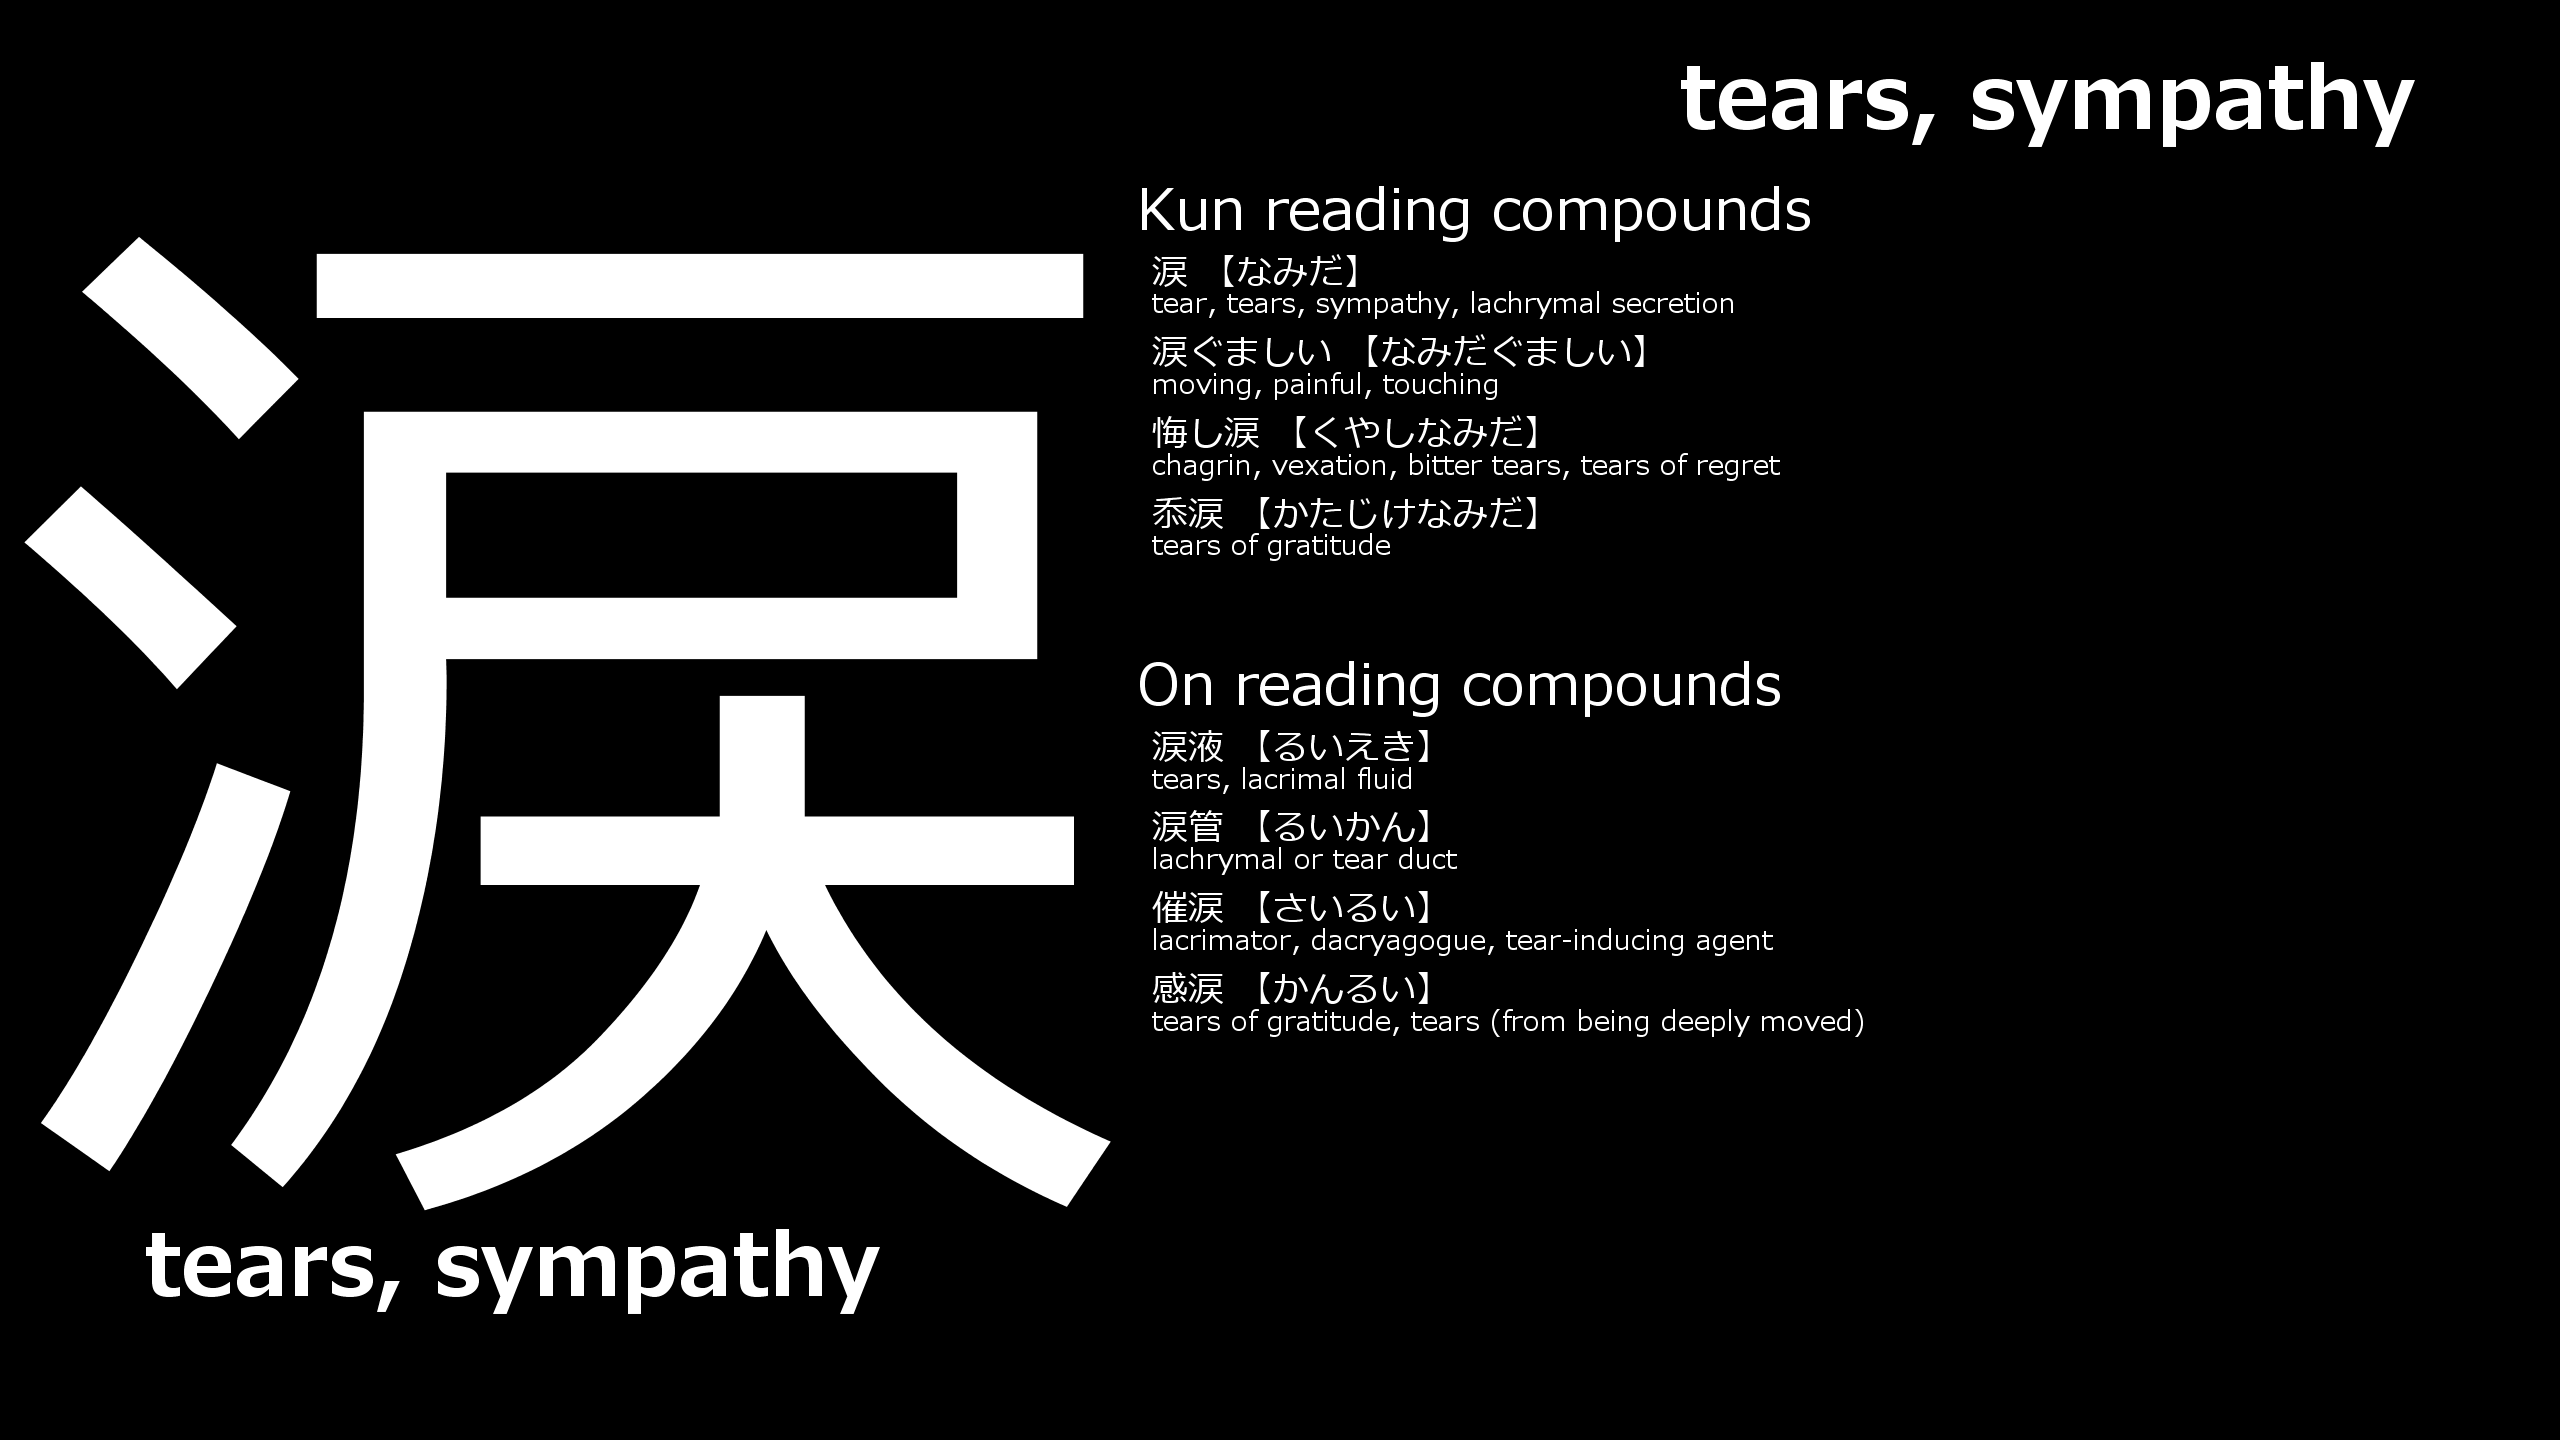 tears, sympathy
涙
tears, sympathy
Kun reading compounds
涙 【なみだ】
tear, tears, sympathy, lachrymal secretion
涙ぐましい 【なみだぐましい】
moving, painful, touching
悔し涙 【くやしなみだ】
chagrin, vexation, bitter tears, tears of regret
忝涙 【かたじけなみだ】
tears of gratitude
On reading compounds
涙液 【るいえき】
tears, lacrimal fluid
涙管 【るいかん】
lachrymal or tear duct
催涙 【さいるい】
lacrimator, dacryagogue, tear-inducing agent
感涙 【かんるい】
tears of gratitude, tears (from being deeply moved)